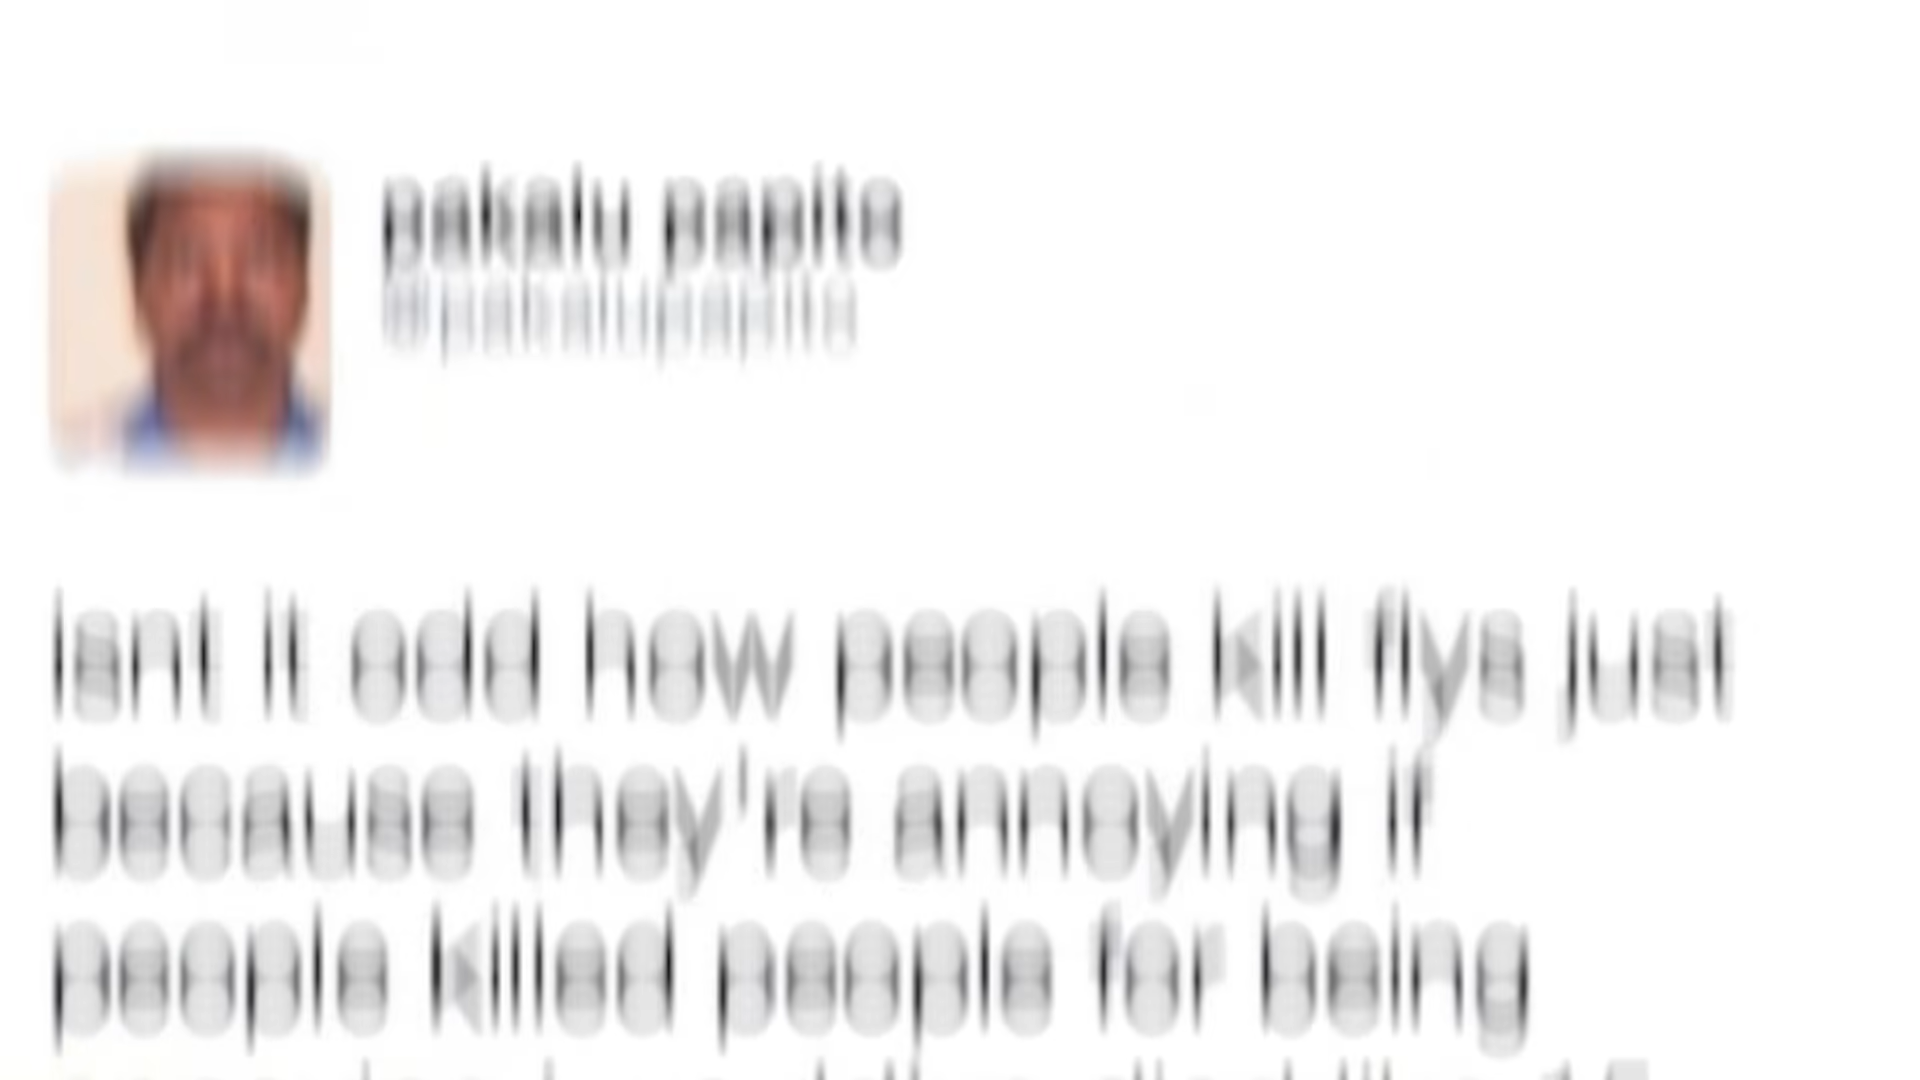 pakalu papito
@pakalupapito
Isnt it odd how people kill flys just
because they're annoying if
people killed people for being